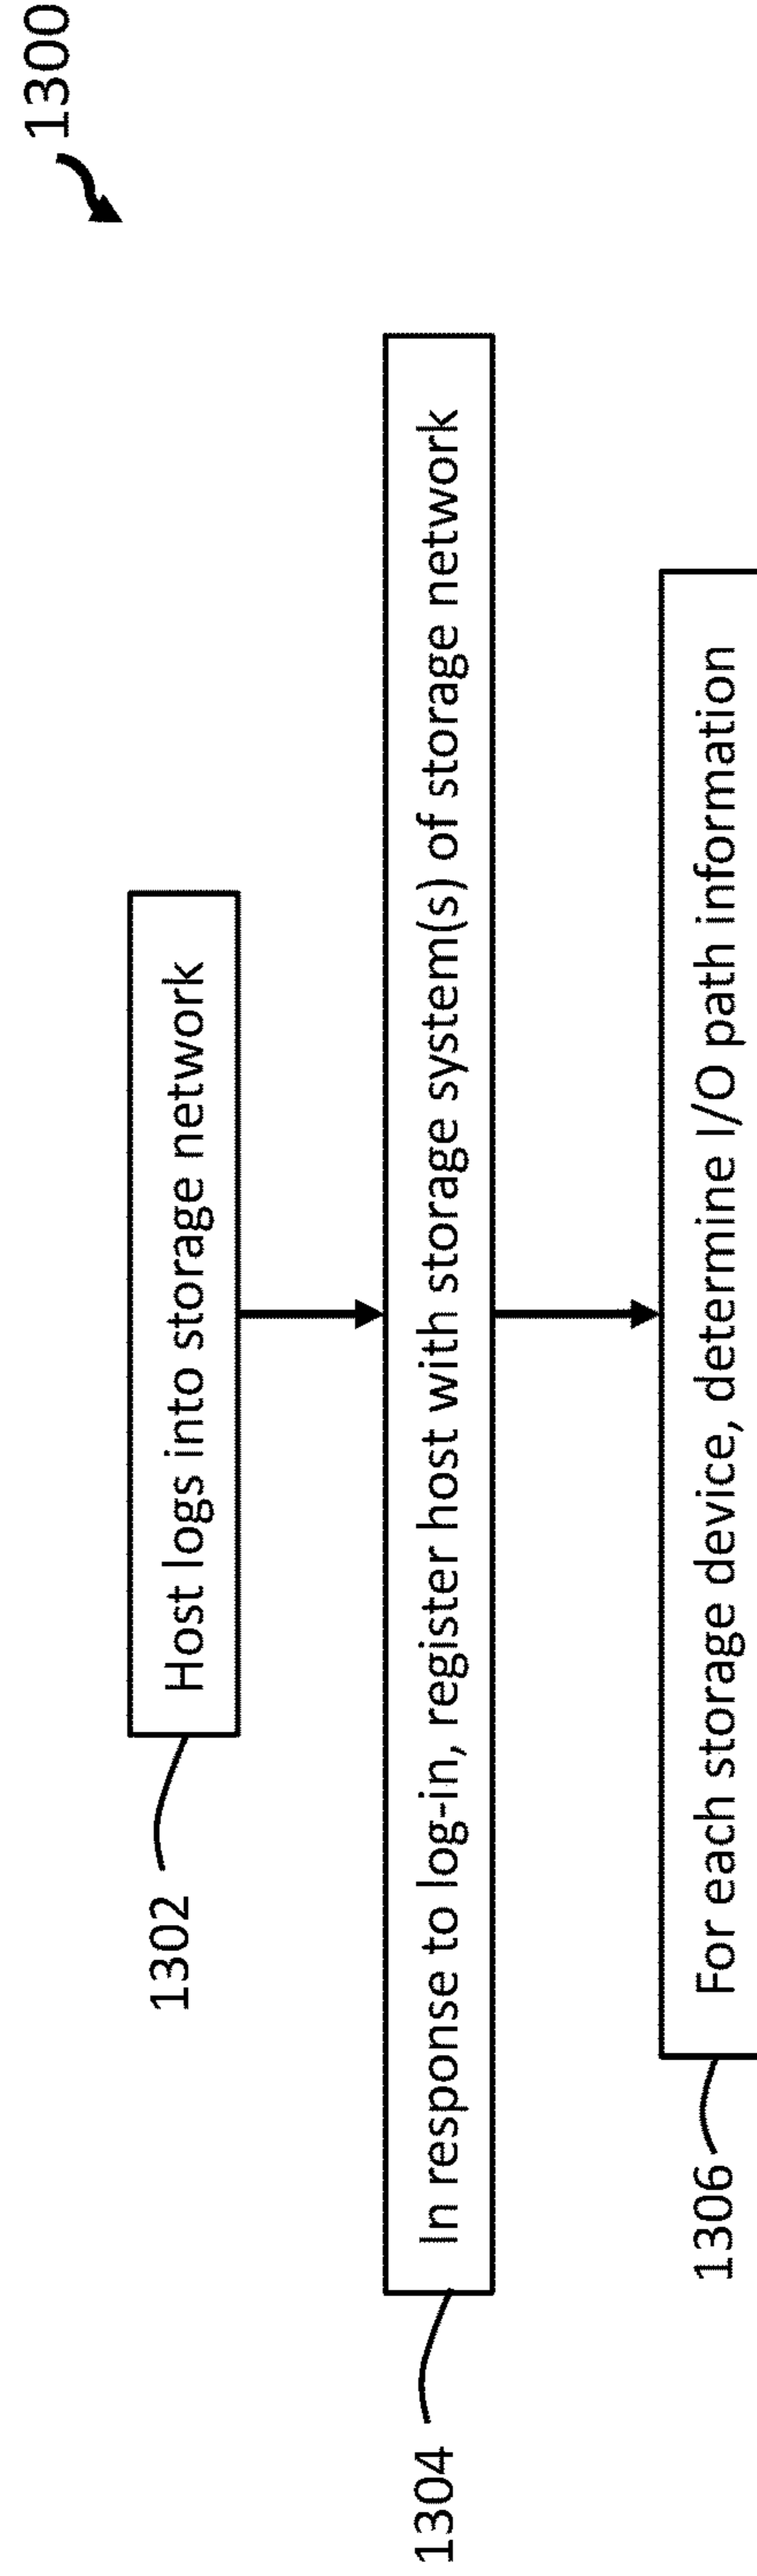 1300
1302
Host logs into storage network
1304
In response to log-in, register host with storage system(s) of storage network
1306
For each storage device, determine I/O path information